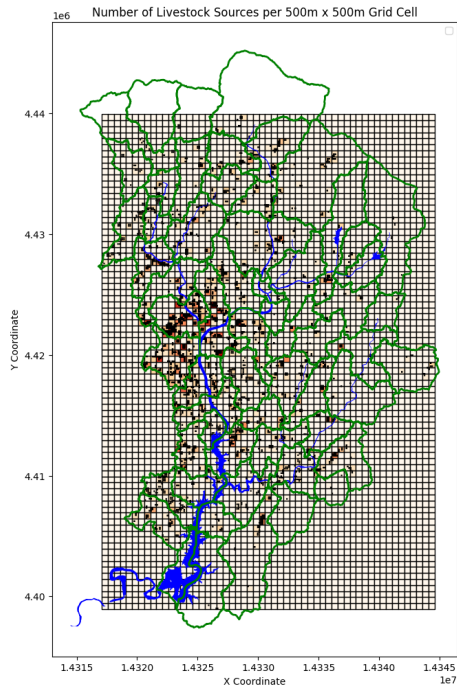 Number of Livestock Sources per 500m x 500m Grid Cell
1e6
4.44
4.43
4.42
4.41
4.40
Y Coordinate
1.4315 1.4320 1.4325 1.4330 1.4335 1.4340 1.4345
X Coordinate
1e7